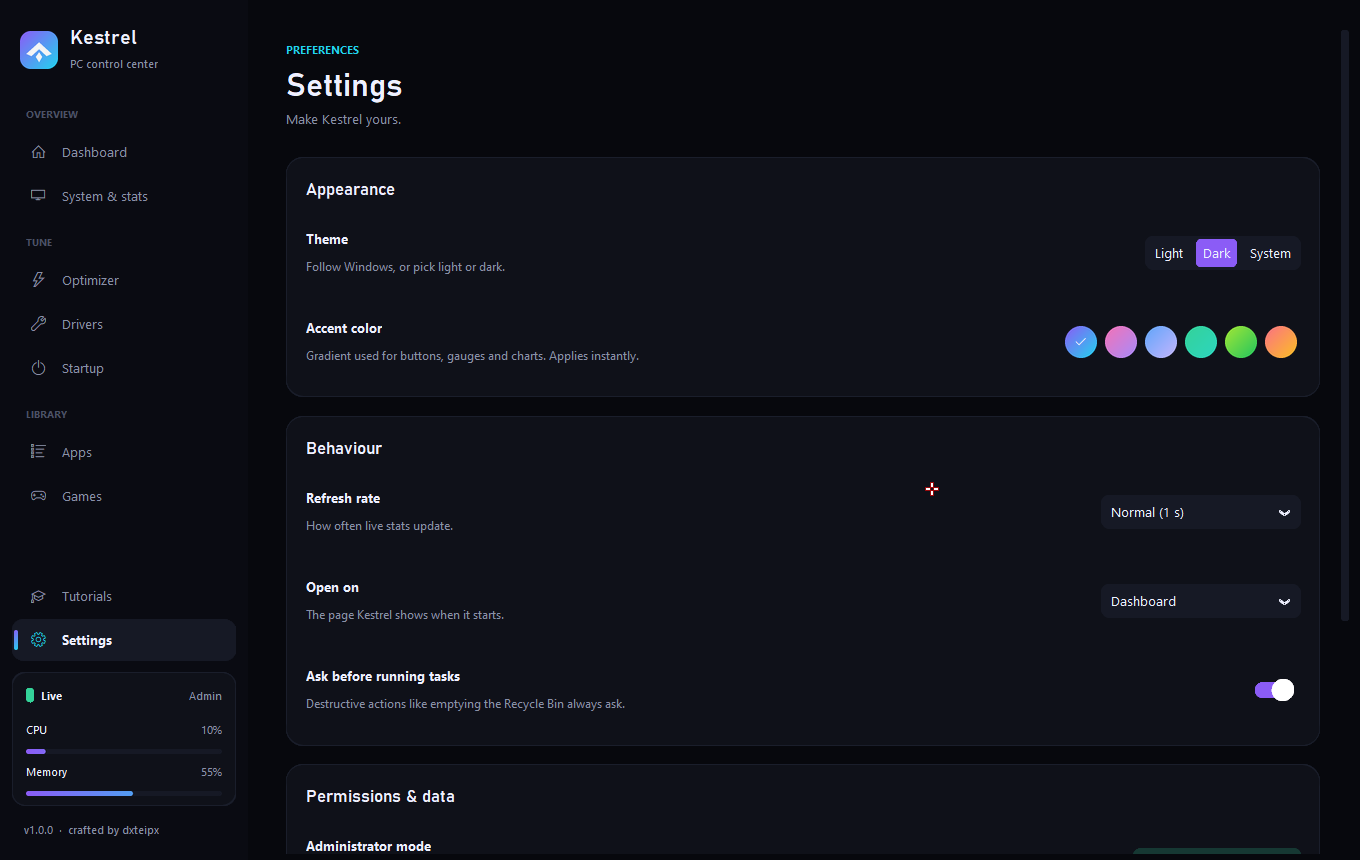 Kestrel
PC control center
OVERVIEW
Dashboard
System & stats
TUNE
Optimizer
Drivers
Startup
LIBRARY
Apps
Games
Tutorials
Settings
Live Admin
CPU 10%
Memory 55%
v1.0.0 · crafted by dxteipx
PREFERENCES
Settings
Make Kestrel yours.
Appearance
Theme
Follow Windows, or pick light or dark.
Light Dark System
Accent color
Gradient used for buttons, gauges and charts. Applies instantly.
Behaviour
Refresh rate
How often live stats update.
Normal (1 s)
Open on
The page Kestrel shows when it starts.
Dashboard
Ask before running tasks
Destructive actions like emptying the Recycle Bin always ask.
Permissions & data
Administrator mode